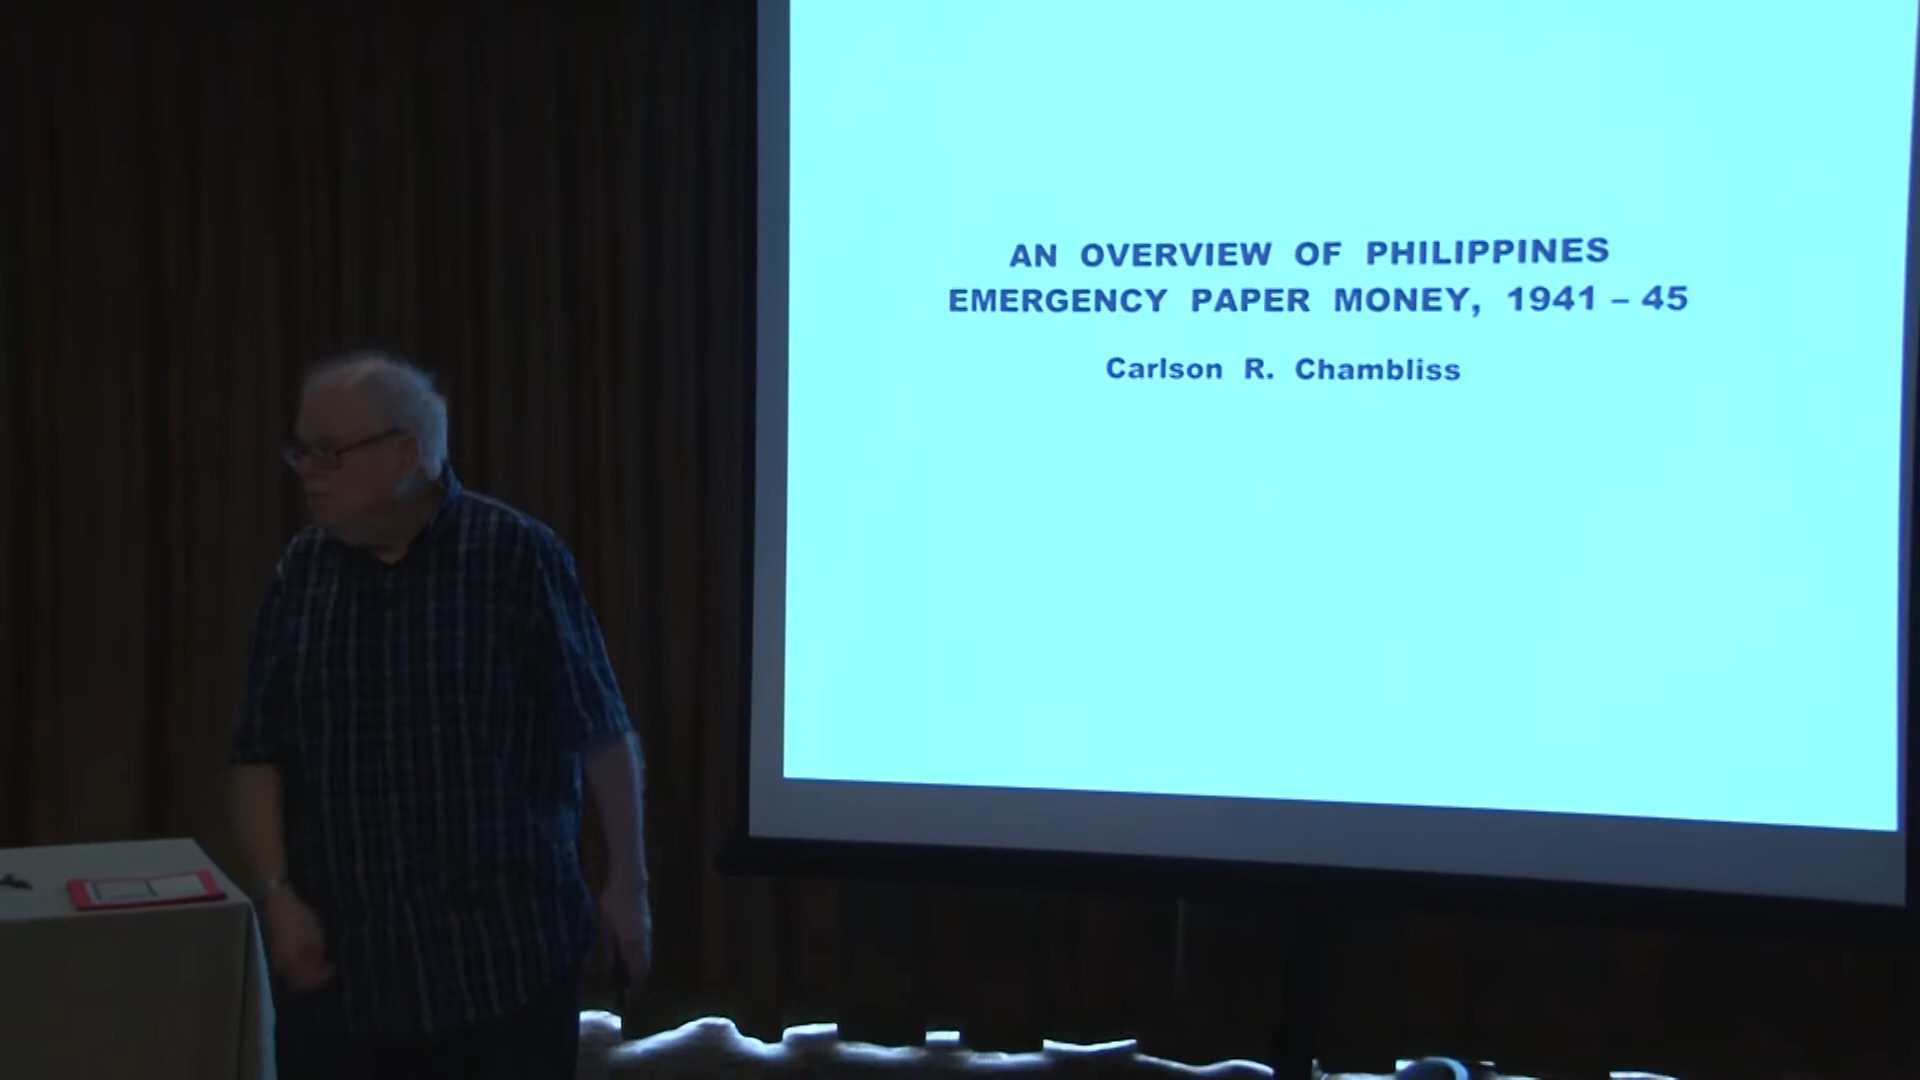 AN OVERVIEW OF PHILIPPINES
EMERGENCY PAPER MONEY, 1941 – 45
Carlson R. Chambliss